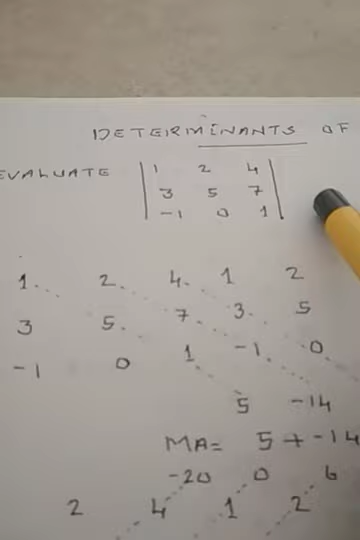 DETERMINANTS OF
EVALUATE
1 2 4
3 5 7
-1 0 1
1 2 4 1 2
3 5 7 3 5
-1 0 1 -1 0
5 -14
MA= 5 + -14
-20 0 6
2 4 1 2